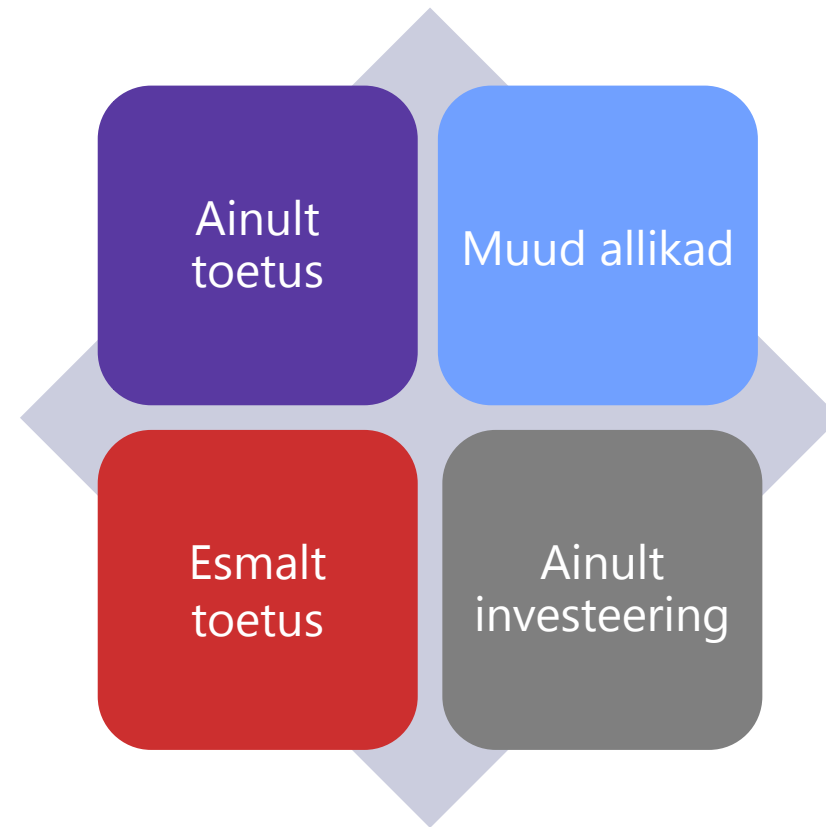 Ainult
toetus
Muud allikad
Esmalt
toetus
Ainult
investeering